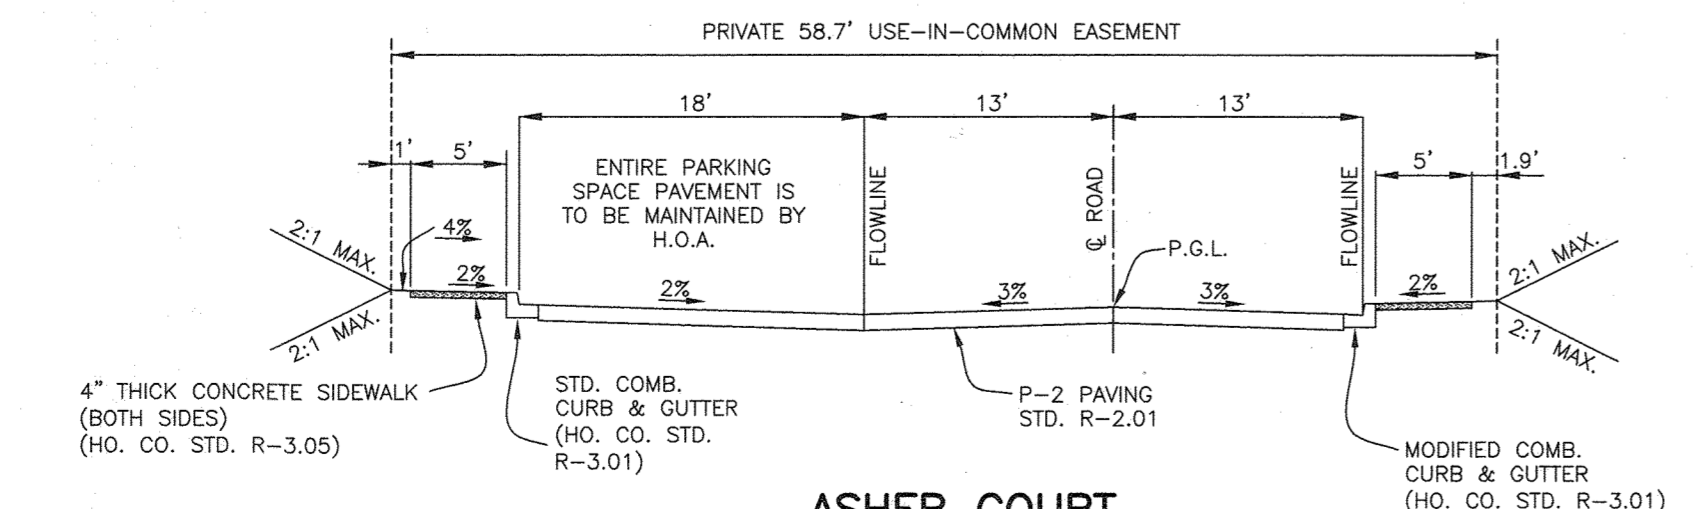 PRIVATE 58.7' USE-IN-COMMON EASEMENT
18'
13'
13'
1'
5'
5'
1.9'
ENTIRE PARKING
SPACE PAVEMENT IS
TO BE MAINTAINED BY
H.O.A.
FLOWLINE
℄ ROAD
FLOWLINE
P.G.L.
4%
2%
2%
3%
3%
2%
2:1 MAX.
2:1 MAX.
2:1 MAX.
2:1 MAX.
4" THICK CONCRETE SIDEWALK
(BOTH SIDES)
(HO. CO. STD. R-3.05)
STD. COMB.
CURB & GUTTER
(HO. CO. STD.
R-3.01)
P-2 PAVING
STD. R-2.01
MODIFIED COMB.
CURB & GUTTER
(HO. CO. STD. R-3.01)
ASHER COURT